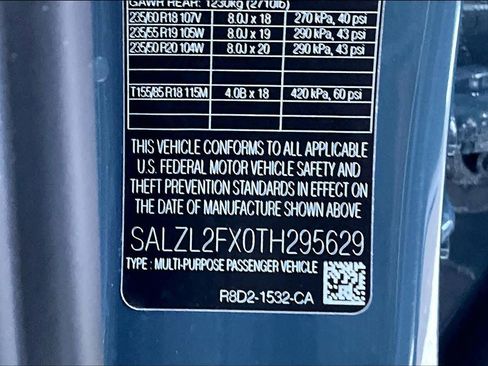 GAWR REAR: 1230kg (2710lb)
235/60 R18 107V 8.0J x 18 270 kPa, 40 psi
235/55 R19 105W 8.0J x 19 290 kPa, 43 psi
235/50 R20 104W 8.0J x 20 290 kPa, 43 psi
T155/85 R18 115M 4.0B x 18 420 kPa, 60 psi
THIS VEHICLE CONFORMS TO ALL APPLICABLE
U.S. FEDERAL MOTOR VEHICLE SAFETY AND
THEFT PREVENTION STANDARDS IN EFFECT ON
THE DATE OF MANUFACTURE SHOWN ABOVE
SALZL2FX0TH295629
TYPE : MULTI-PURPOSE PASSENGER VEHICLE
R8D2-1532-CA